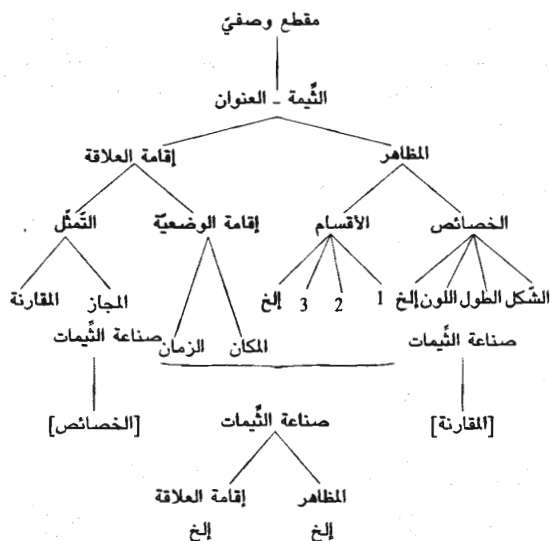 مقطع وصفيّ
الثِّيمة ـ العنوان
المظاهر إقامة العلاقة
الخصائص الأقسام إقامة الوضعيّة التّمثّل
الشّكل الطول اللون إلخ 1 2 3 إلخ المجاز المقارنة
صناعة الثِّيمات المكان الزمان صناعة الثِّيمات
[المقارنة] صناعة الثِّيمات [الخصائص]
المظاهر إقامة العلاقة
إلخ إلخ